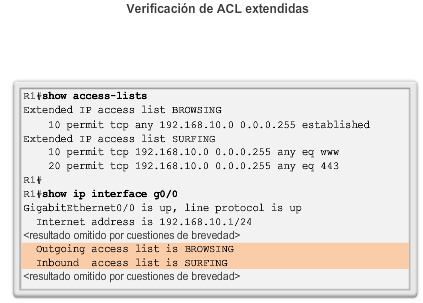 Verificación de ACL extendidas
R1#show access-lists
Extended IP access list BROWSING
    10 permit tcp any 192.168.10.0 0.0.0.255 established
Extended IP access list SURFING
    10 permit tcp 192.168.10.0 0.0.0.255 any eq www
    20 permit tcp 192.168.10.0 0.0.0.255 any eq 443
R1#
R1#show ip interface g0/0
GigabitEthernet0/0 is up, line protocol is up
  Internet address is 192.168.10.1/24
<resultado omitido por cuestiones de brevedad>
  Outgoing access list is BROWSING
  Inbound  access list is SURFING
<resultado omitido por cuestiones de brevedad>